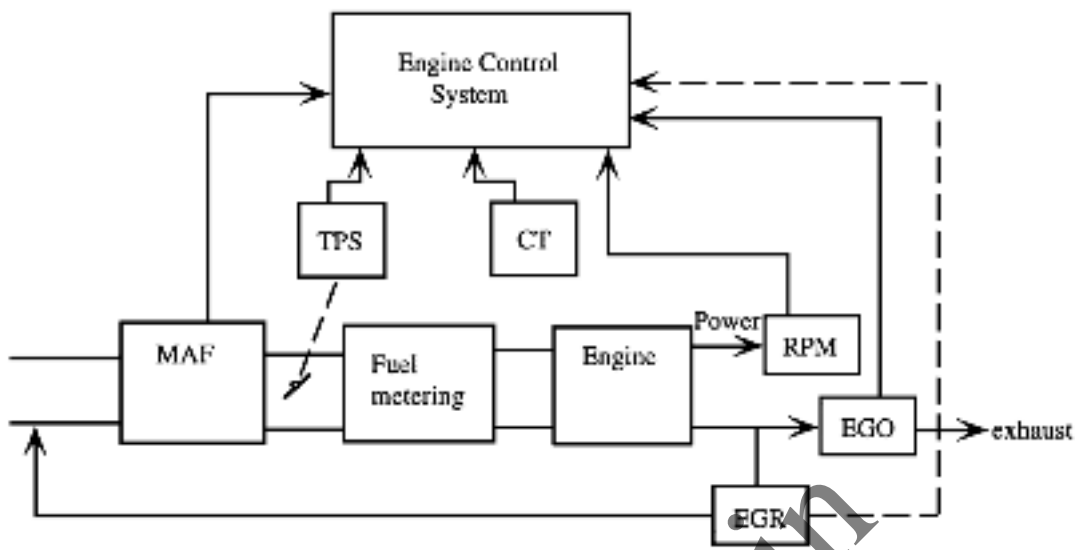 Engine Control
System
TPS
CT
MAF
Fuel
metering
Engine
Power
RPM
EGO
exhaust
EGR